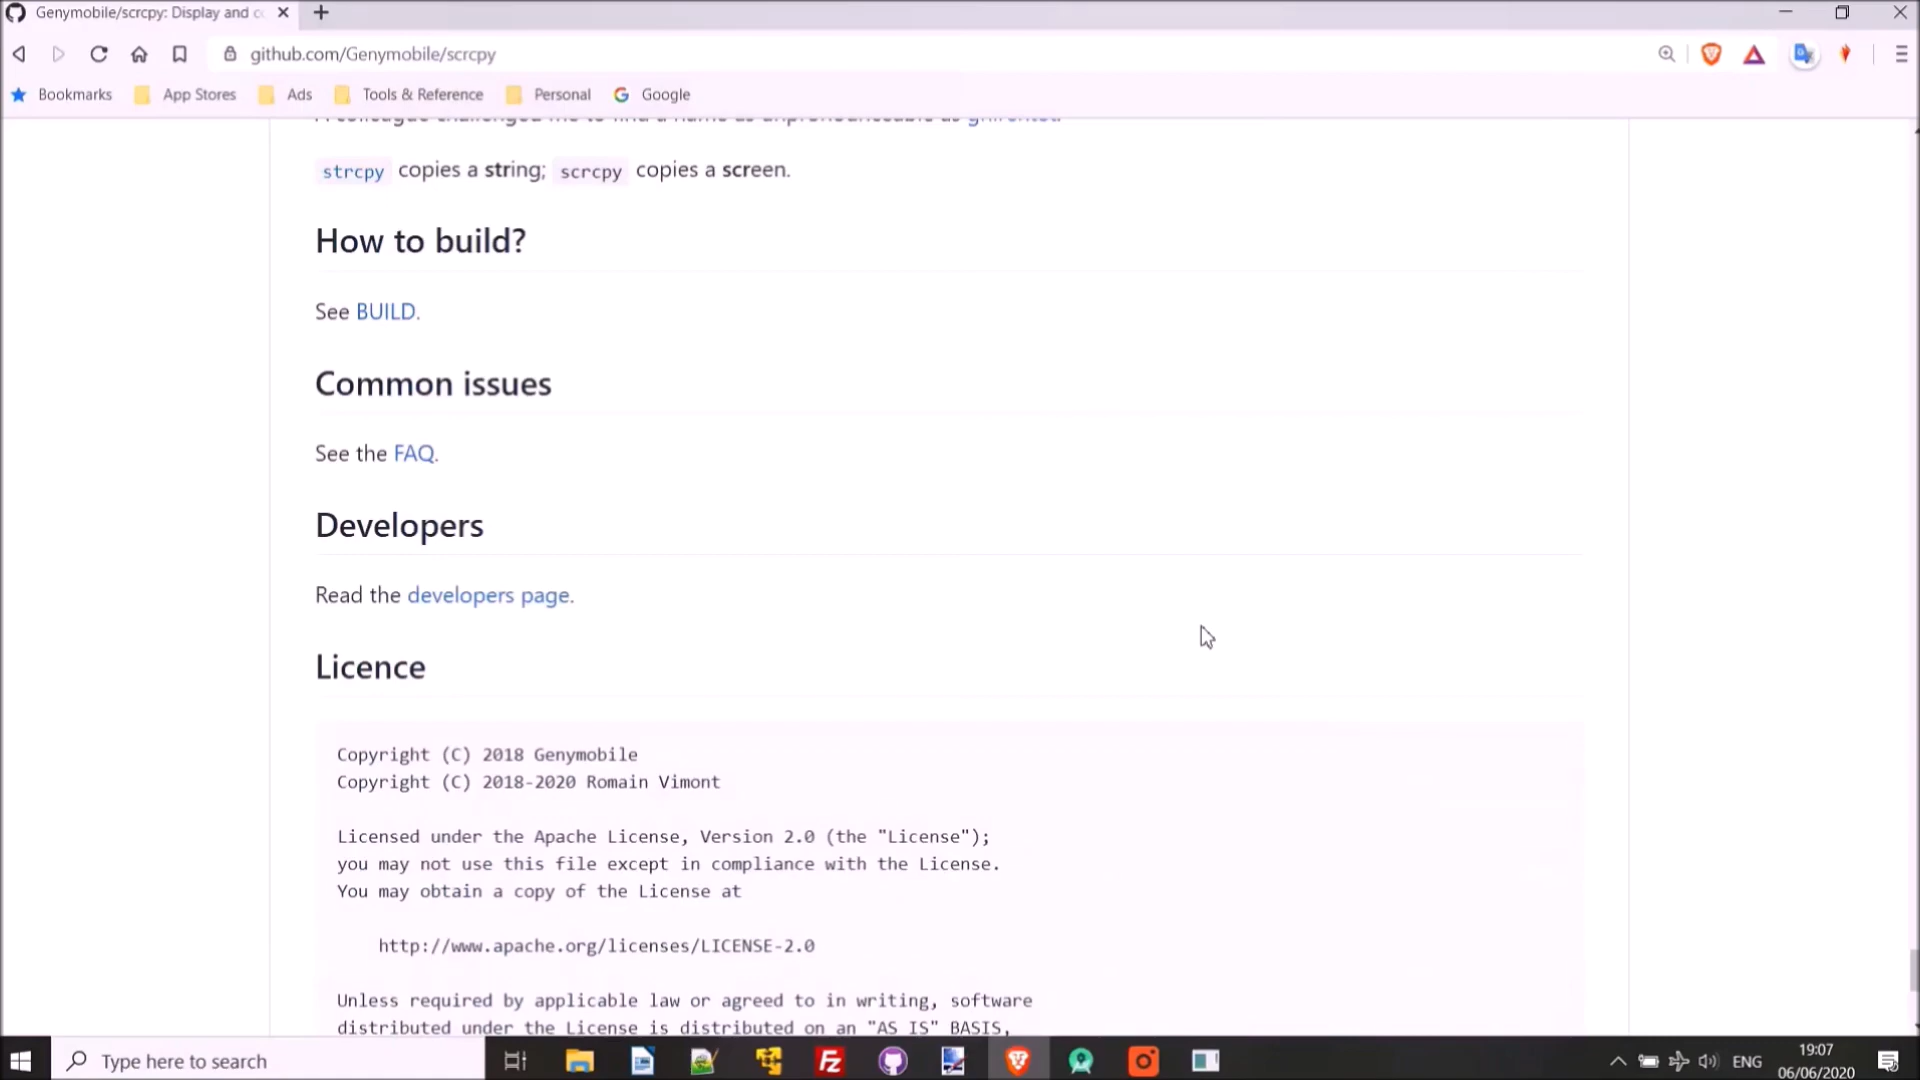 Genymobile/scrcpy: Display and c
github.com/Genymobile/scrcpy
Bookmarks App Stores Ads Tools & Reference Personal Google
strcpy copies a string; scrcpy copies a screen.
How to build?
See BUILD.
Common issues
See the FAQ.
Developers
Read the developers page.
Licence
Copyright (C) 2018 Genymobile
Copyright (C) 2018-2020 Romain Vimont
Licensed under the Apache License, Version 2.0 (the "License");
you may not use this file except in compliance with the License.
You may obtain a copy of the License at
http://www.apache.org/licenses/LICENSE-2.0
Unless required by applicable law or agreed to in writing, software
distributed under the License is distributed on an "AS IS" BASIS,
Type here to search
Fz
ENG
19:07
06/06/2020